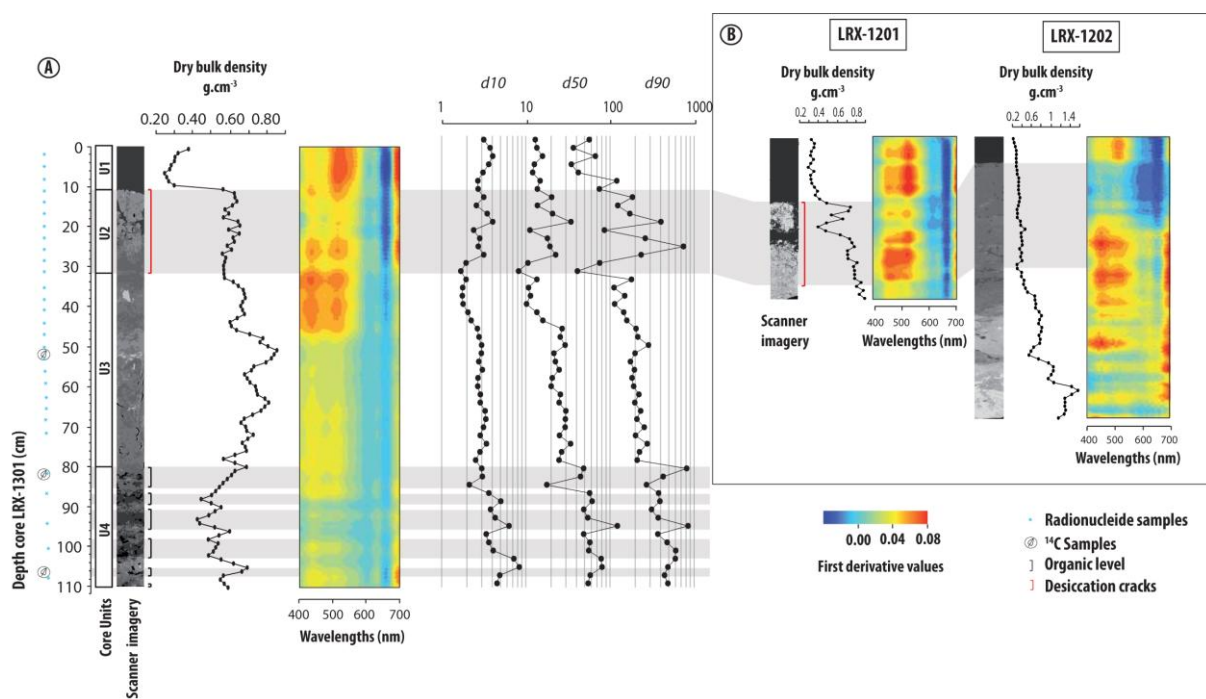 A
Dry bulk density
g.cm-3
0.20 0.40 0.60 0.80
d10 d50 d90
1 10 100 1000
Depth core LRX-1301 (cm)
0
10
20
30
40
50
60
70
80
90
100
110
U1
U2
U3
U4
Core Units
Scanner imagery
400 500 600 700
Wavelengths (nm)
B
LRX-1201
Dry bulk density
g.cm-3
0.2 0.4 0.6 0.8
Scanner
imagery
400 500 600 700
Wavelengths (nm)
LRX-1202
Dry bulk density
g.cm-3
0.2 0.6 1 1.4
400 500 600 700
Wavelengths (nm)
0.00 0.04 0.08
First derivative values
Radionucleide samples
14C Samples
Organic level
Desiccation cracks